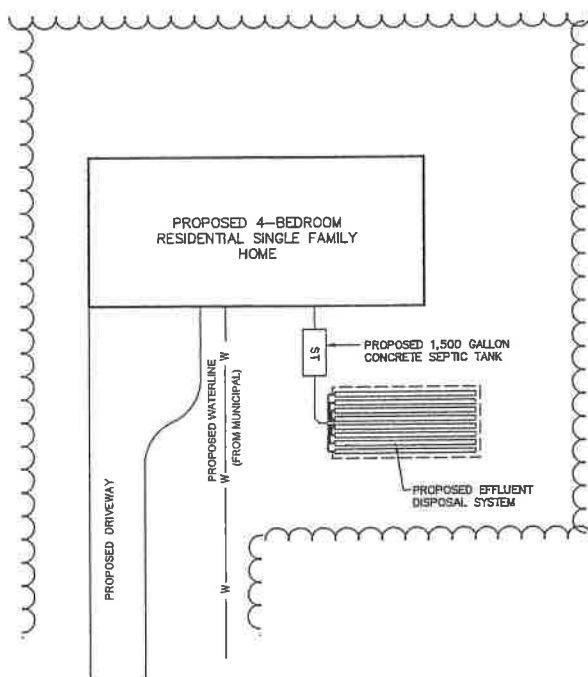 PROPOSED 4-BEDROOM
RESIDENTIAL SINGLE FAMILY
HOME
PROPOSED 1,500 GALLON
CONCRETE SEPTIC TANK
ST
PROPOSED WATERLINE
(FROM MUNICIPAL)
W
W
W
PROPOSED EFFLUENT
DISPOSAL SYSTEM
PROPOSED DRIVEWAY